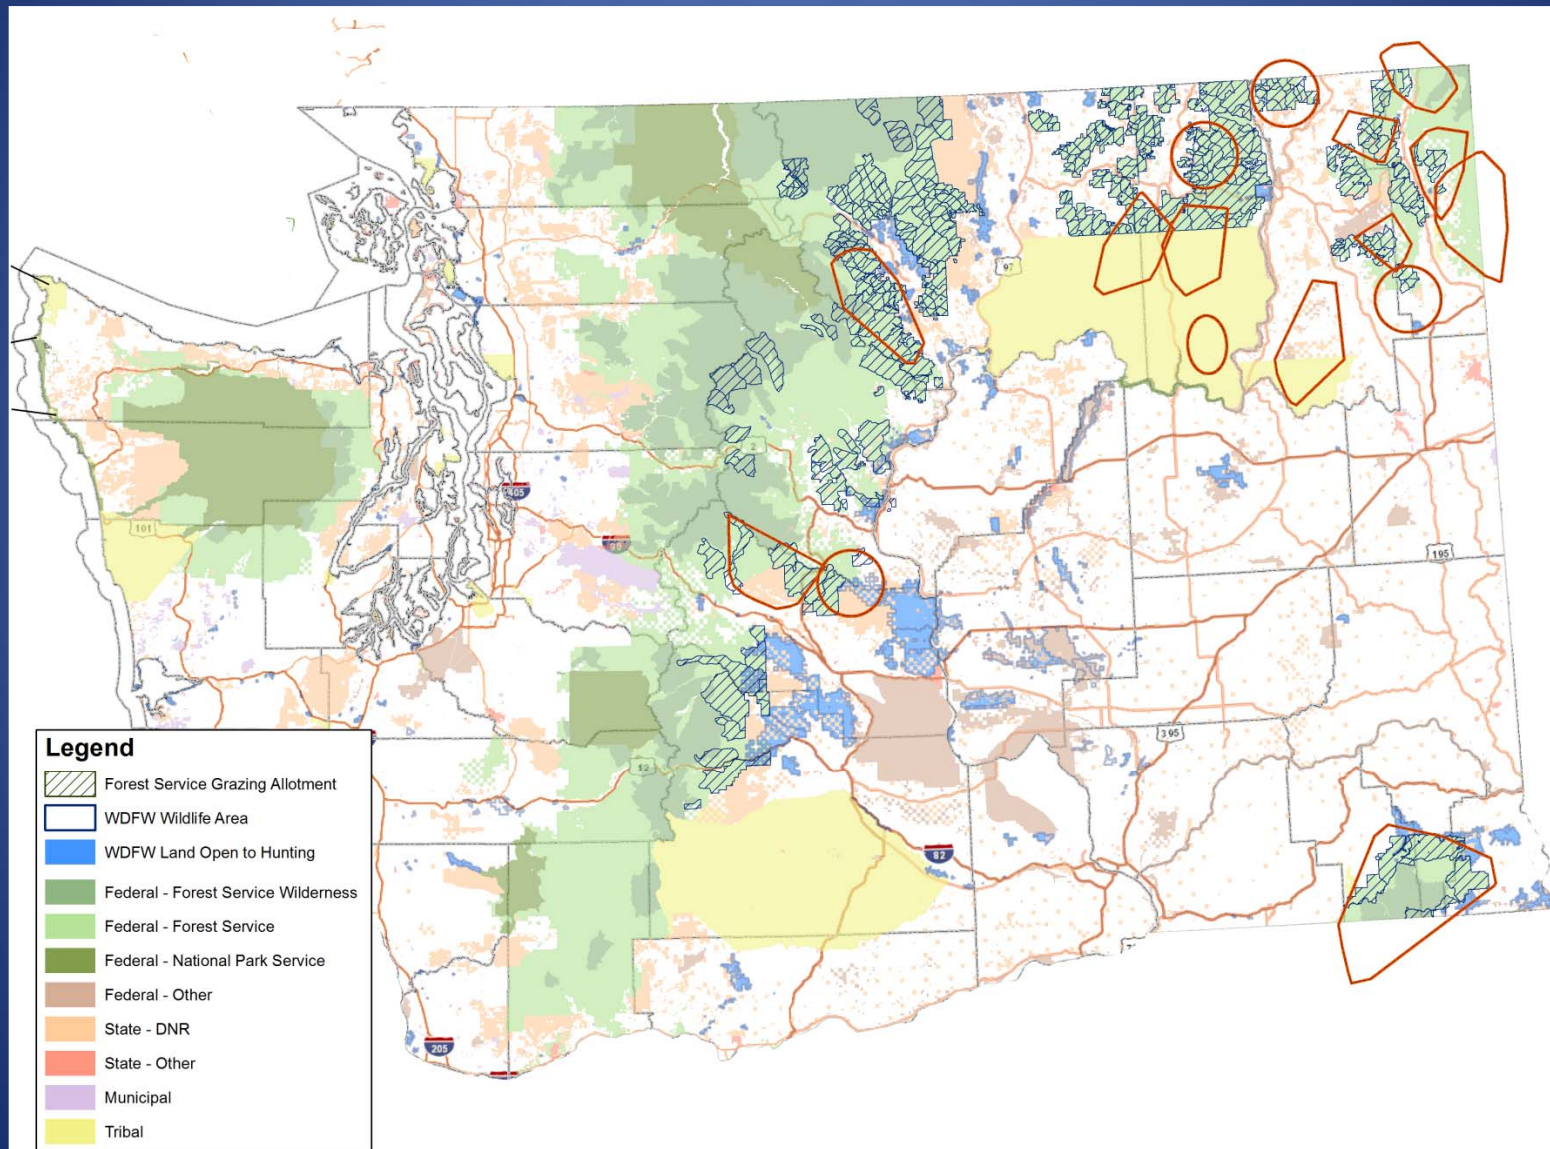 97
2
405
101
90
195
395
12
82
205
Legend
Forest Service Grazing Allotment
WDFW Wildlife Area
WDFW Land Open to Hunting
Federal - Forest Service Wilderness
Federal - Forest Service
Federal - National Park Service
Federal - Other
State - DNR
State - Other
Municipal
Tribal